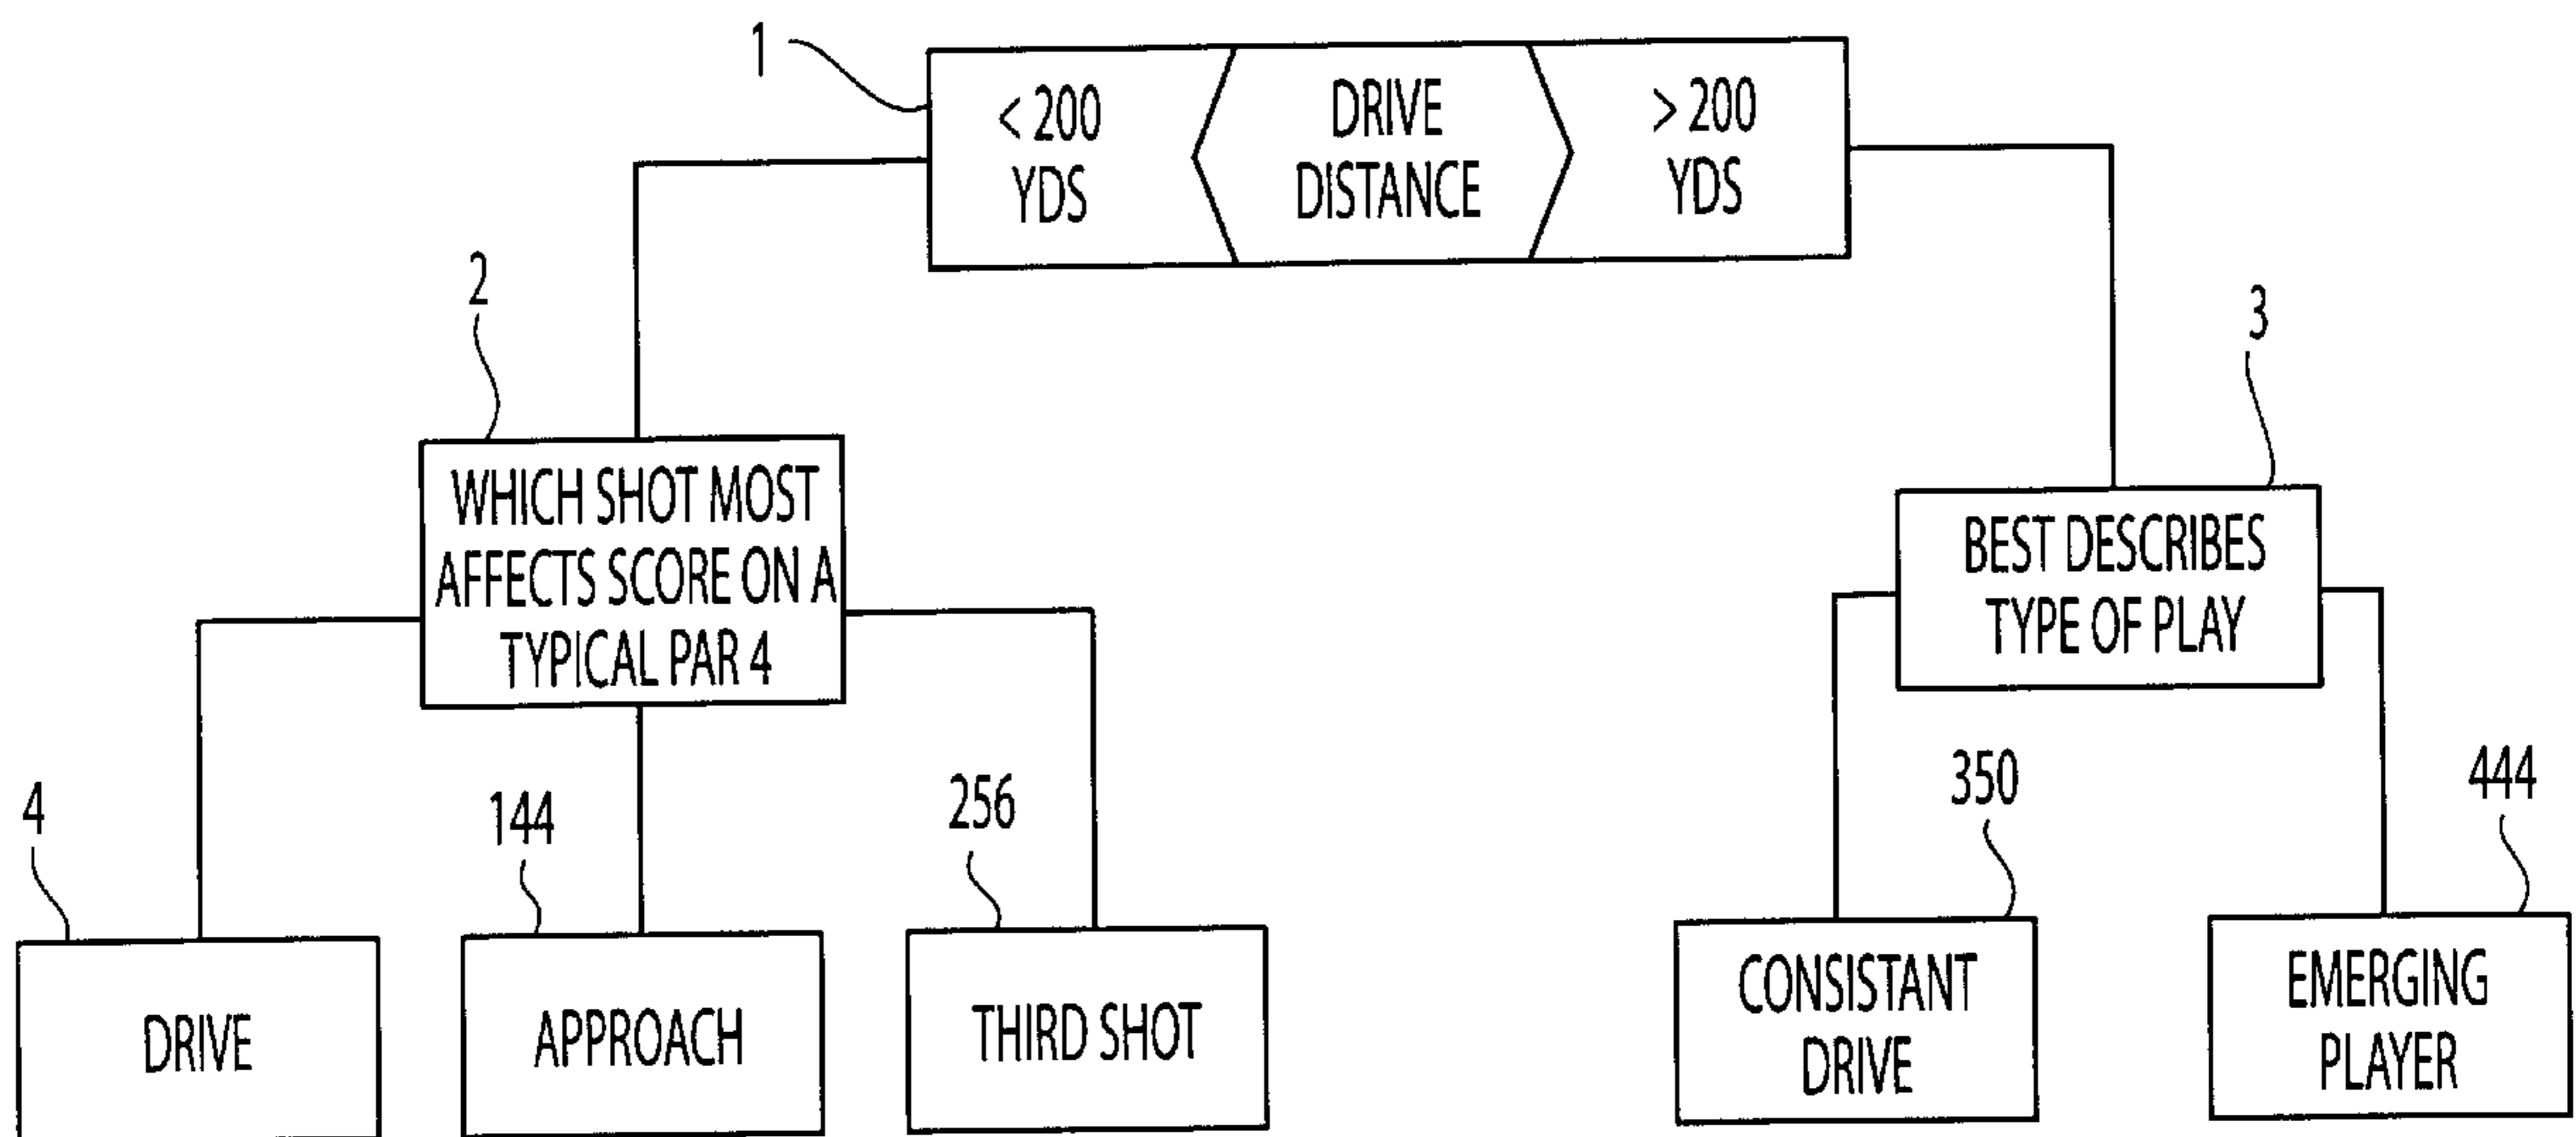 1
< 200
YDS
DRIVE
DISTANCE
> 200
YDS
2
WHICH SHOT MOST
AFFECTS SCORE ON A
TYPICAL PAR 4
3
BEST DESCRIBES
TYPE OF PLAY
4
DRIVE
144
APPROACH
256
THIRD SHOT
350
CONSISTANT
DRIVE
444
EMERGING
PLAYER